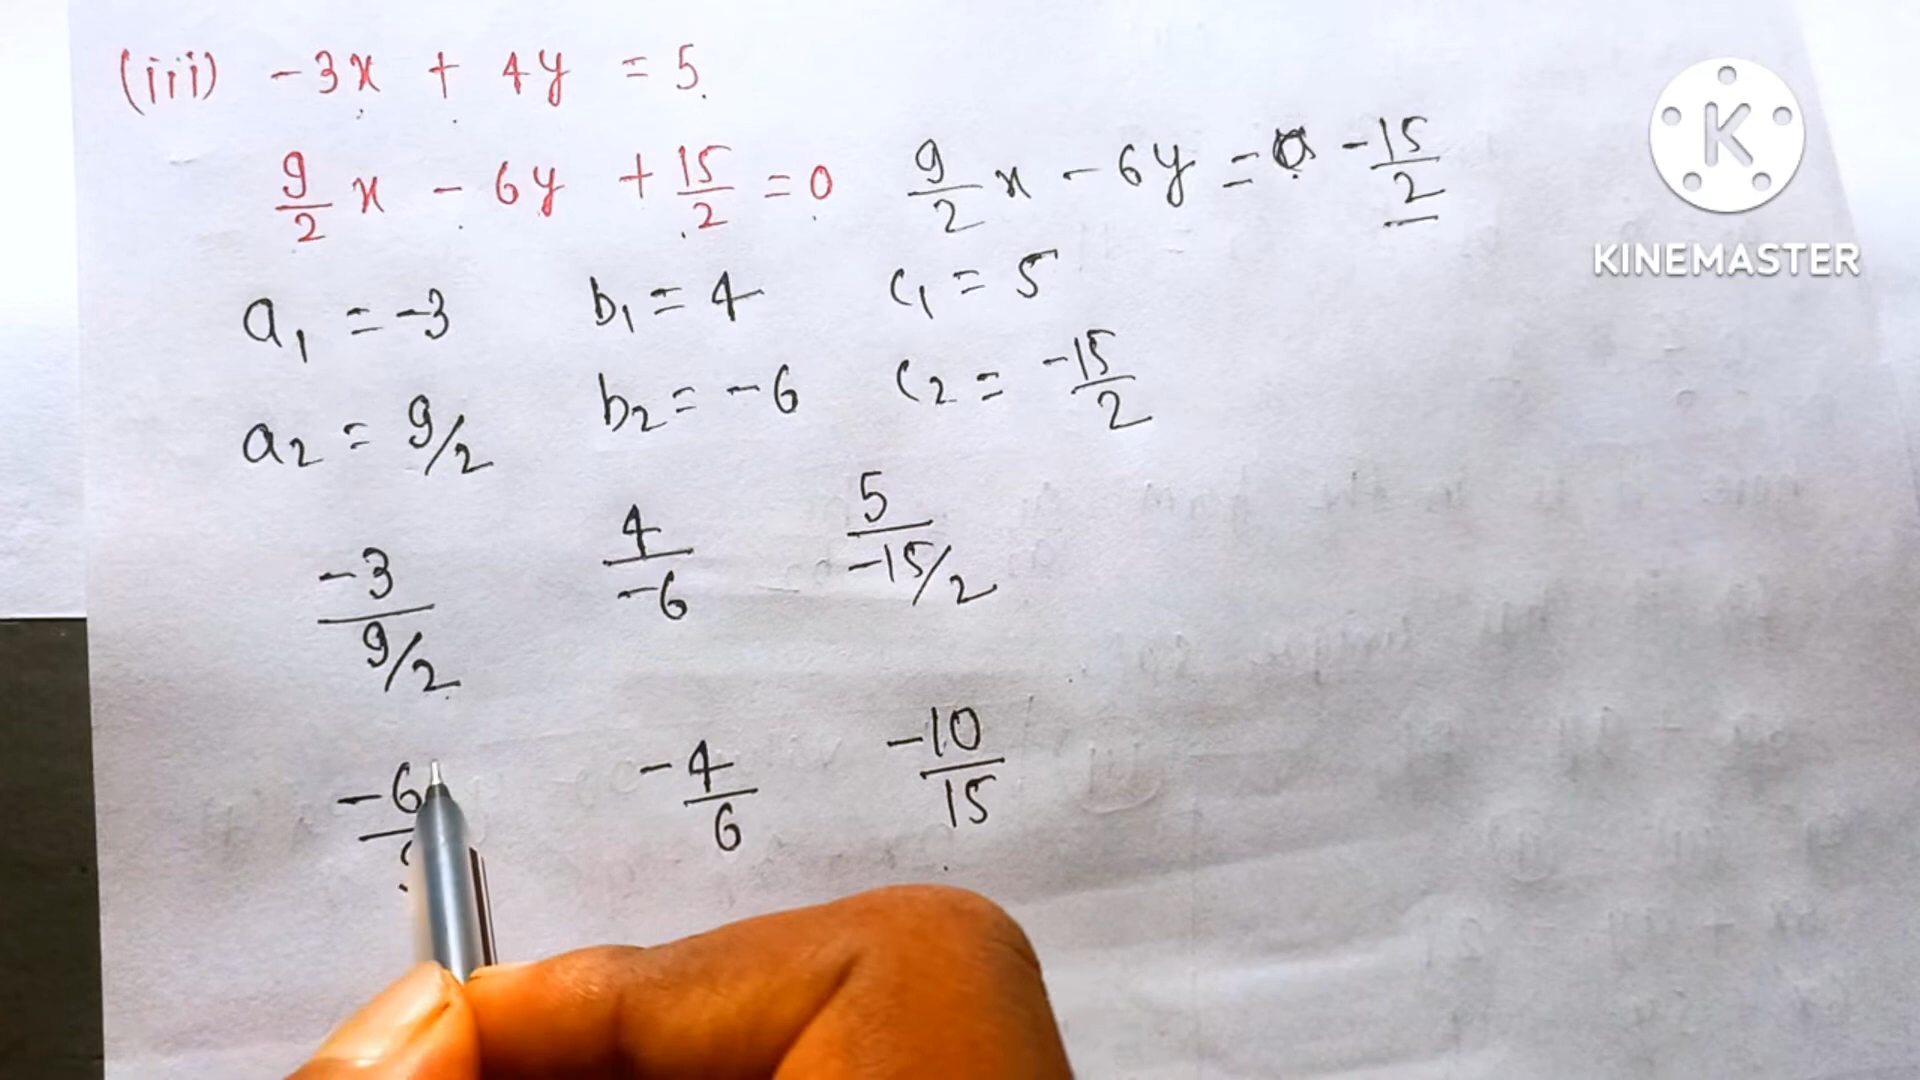 (iii) -3x + 4y = 5
9/2 x - 6y + 15/2 = 0 9/2 x - 6y = -15/2
a₁ = -3 b₁ = 4 c₁ = 5
a₂ = 9/2 b₂ = -6 c₂ = -15/2
-3/(9/2) 4/-6 5/(-15/2)
-6/ -4/6 -10/15
K
KINEMASTER